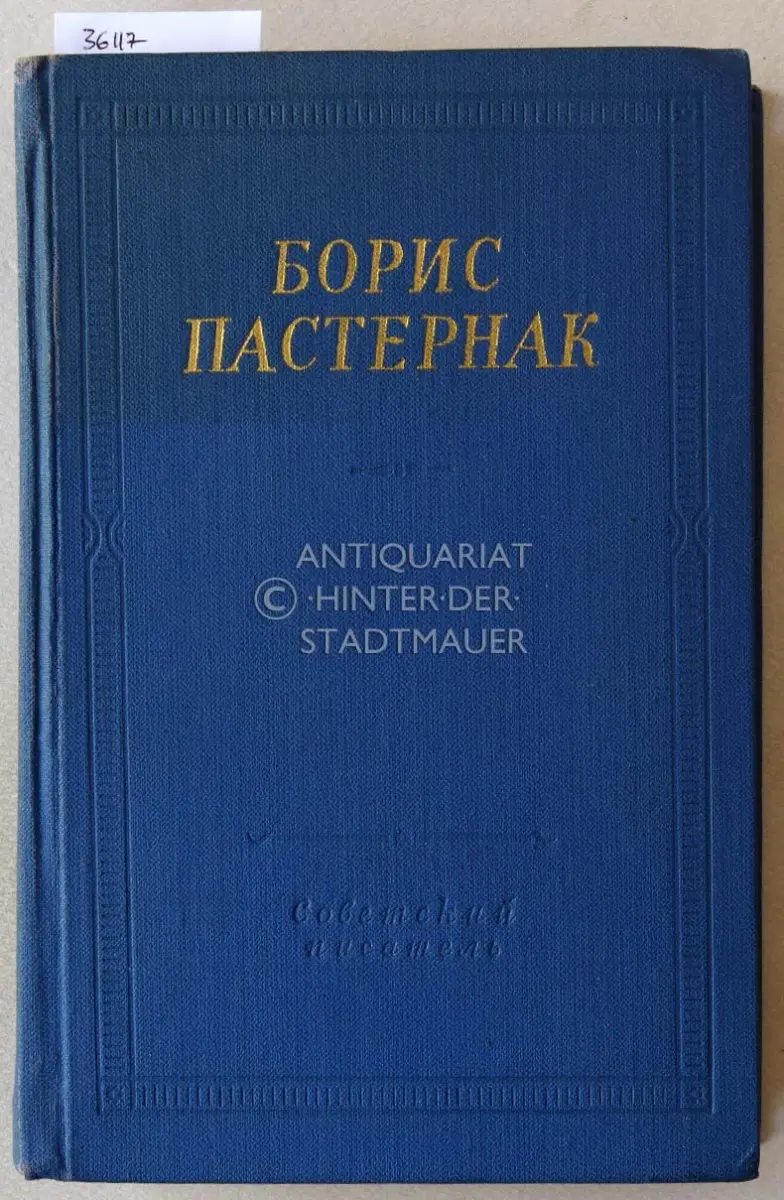 36117
БОРИС
ПАСТЕРНАК
ANTIQUARIAT
© ·HINTER·DER·
STADTMAUER
Советский
писатель